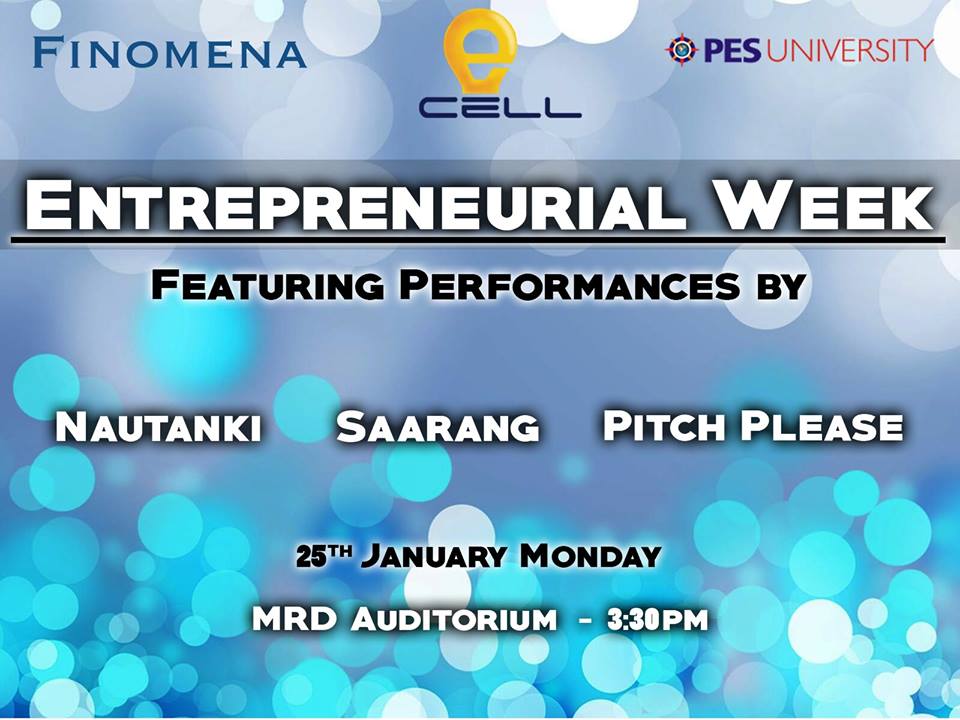 FINOMENA
e
CELL
PES UNIVERSITY
ENTREPRENEURIAL WEEK
FEATURING PERFORMANCES BY
NAUTANKI SAARANG PITCH PLEASE
25TH JANUARY MONDAY
MRD AUDITORIUM - 3:30PM